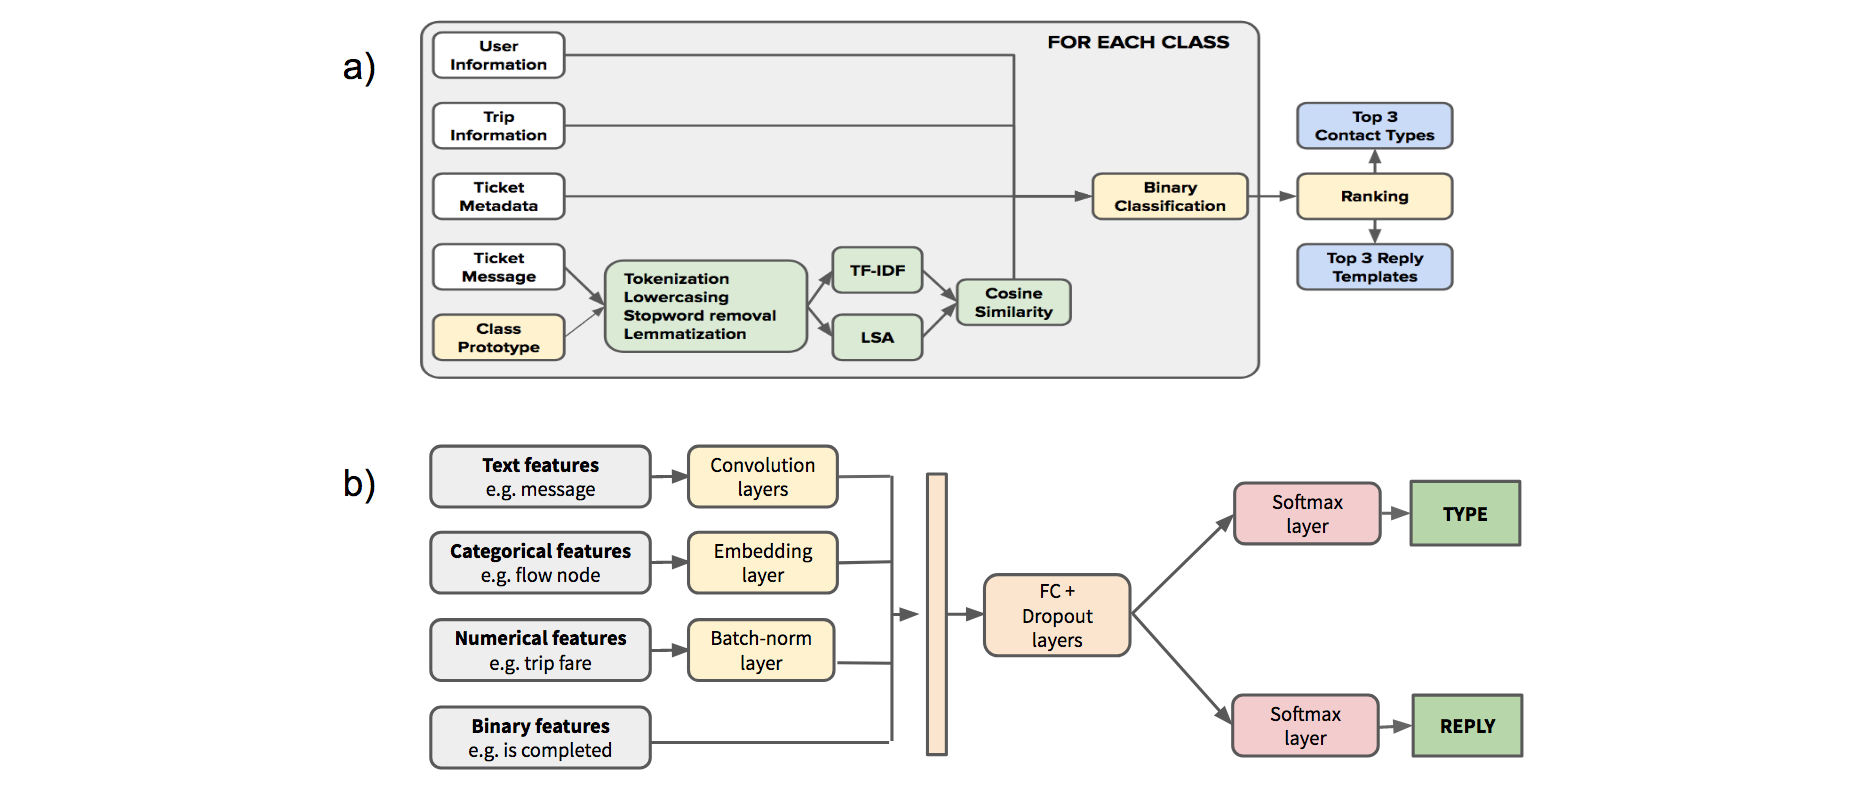 a)
FOR EACH CLASS
User
Information
Trip
Information
Ticket
Metadata
Ticket
Message
Class
Prototype
Tokenization
Lowercasing
Stopword removal
Lemmatization
TF-IDF
LSA
Cosine
Similarity
Binary
Classification
Top 3
Contact Types
Ranking
Top 3 Reply
Templates
b)
Text features
e.g. message
Convolution
layers
Categorical features
e.g. flow node
Embedding
layer
Numerical features
e.g. trip fare
Batch-norm
layer
Binary features
e.g. is completed
FC +
Dropout
layers
Softmax
layer
TYPE
Softmax
layer
REPLY